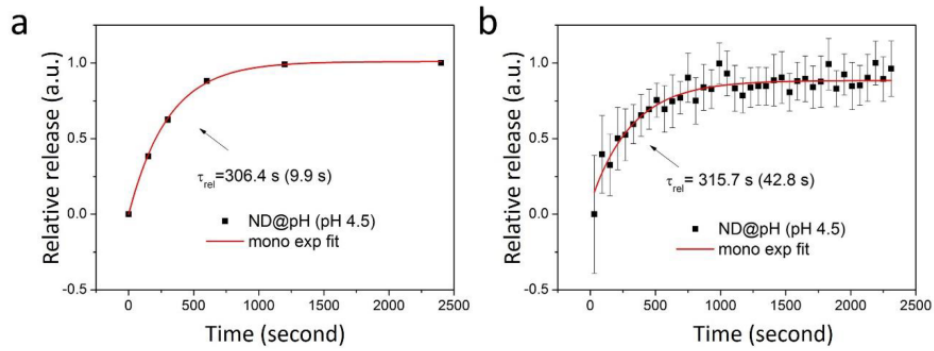 a
Relative release (a.u.)
1.0
0.5
0.0
-0.5
τrel=306.4 s (9.9 s)
ND@pH (pH 4.5)
mono exp fit
0 500 1000 1500 2000 2500
Time (second)
b
Relative release (a.u.)
1.0
0.5
0.0
-0.5
τrel= 315.7 s (42.8 s)
ND@pH (pH 4.5)
mono exp fit
0 500 1000 1500 2000 2500
Time (second)